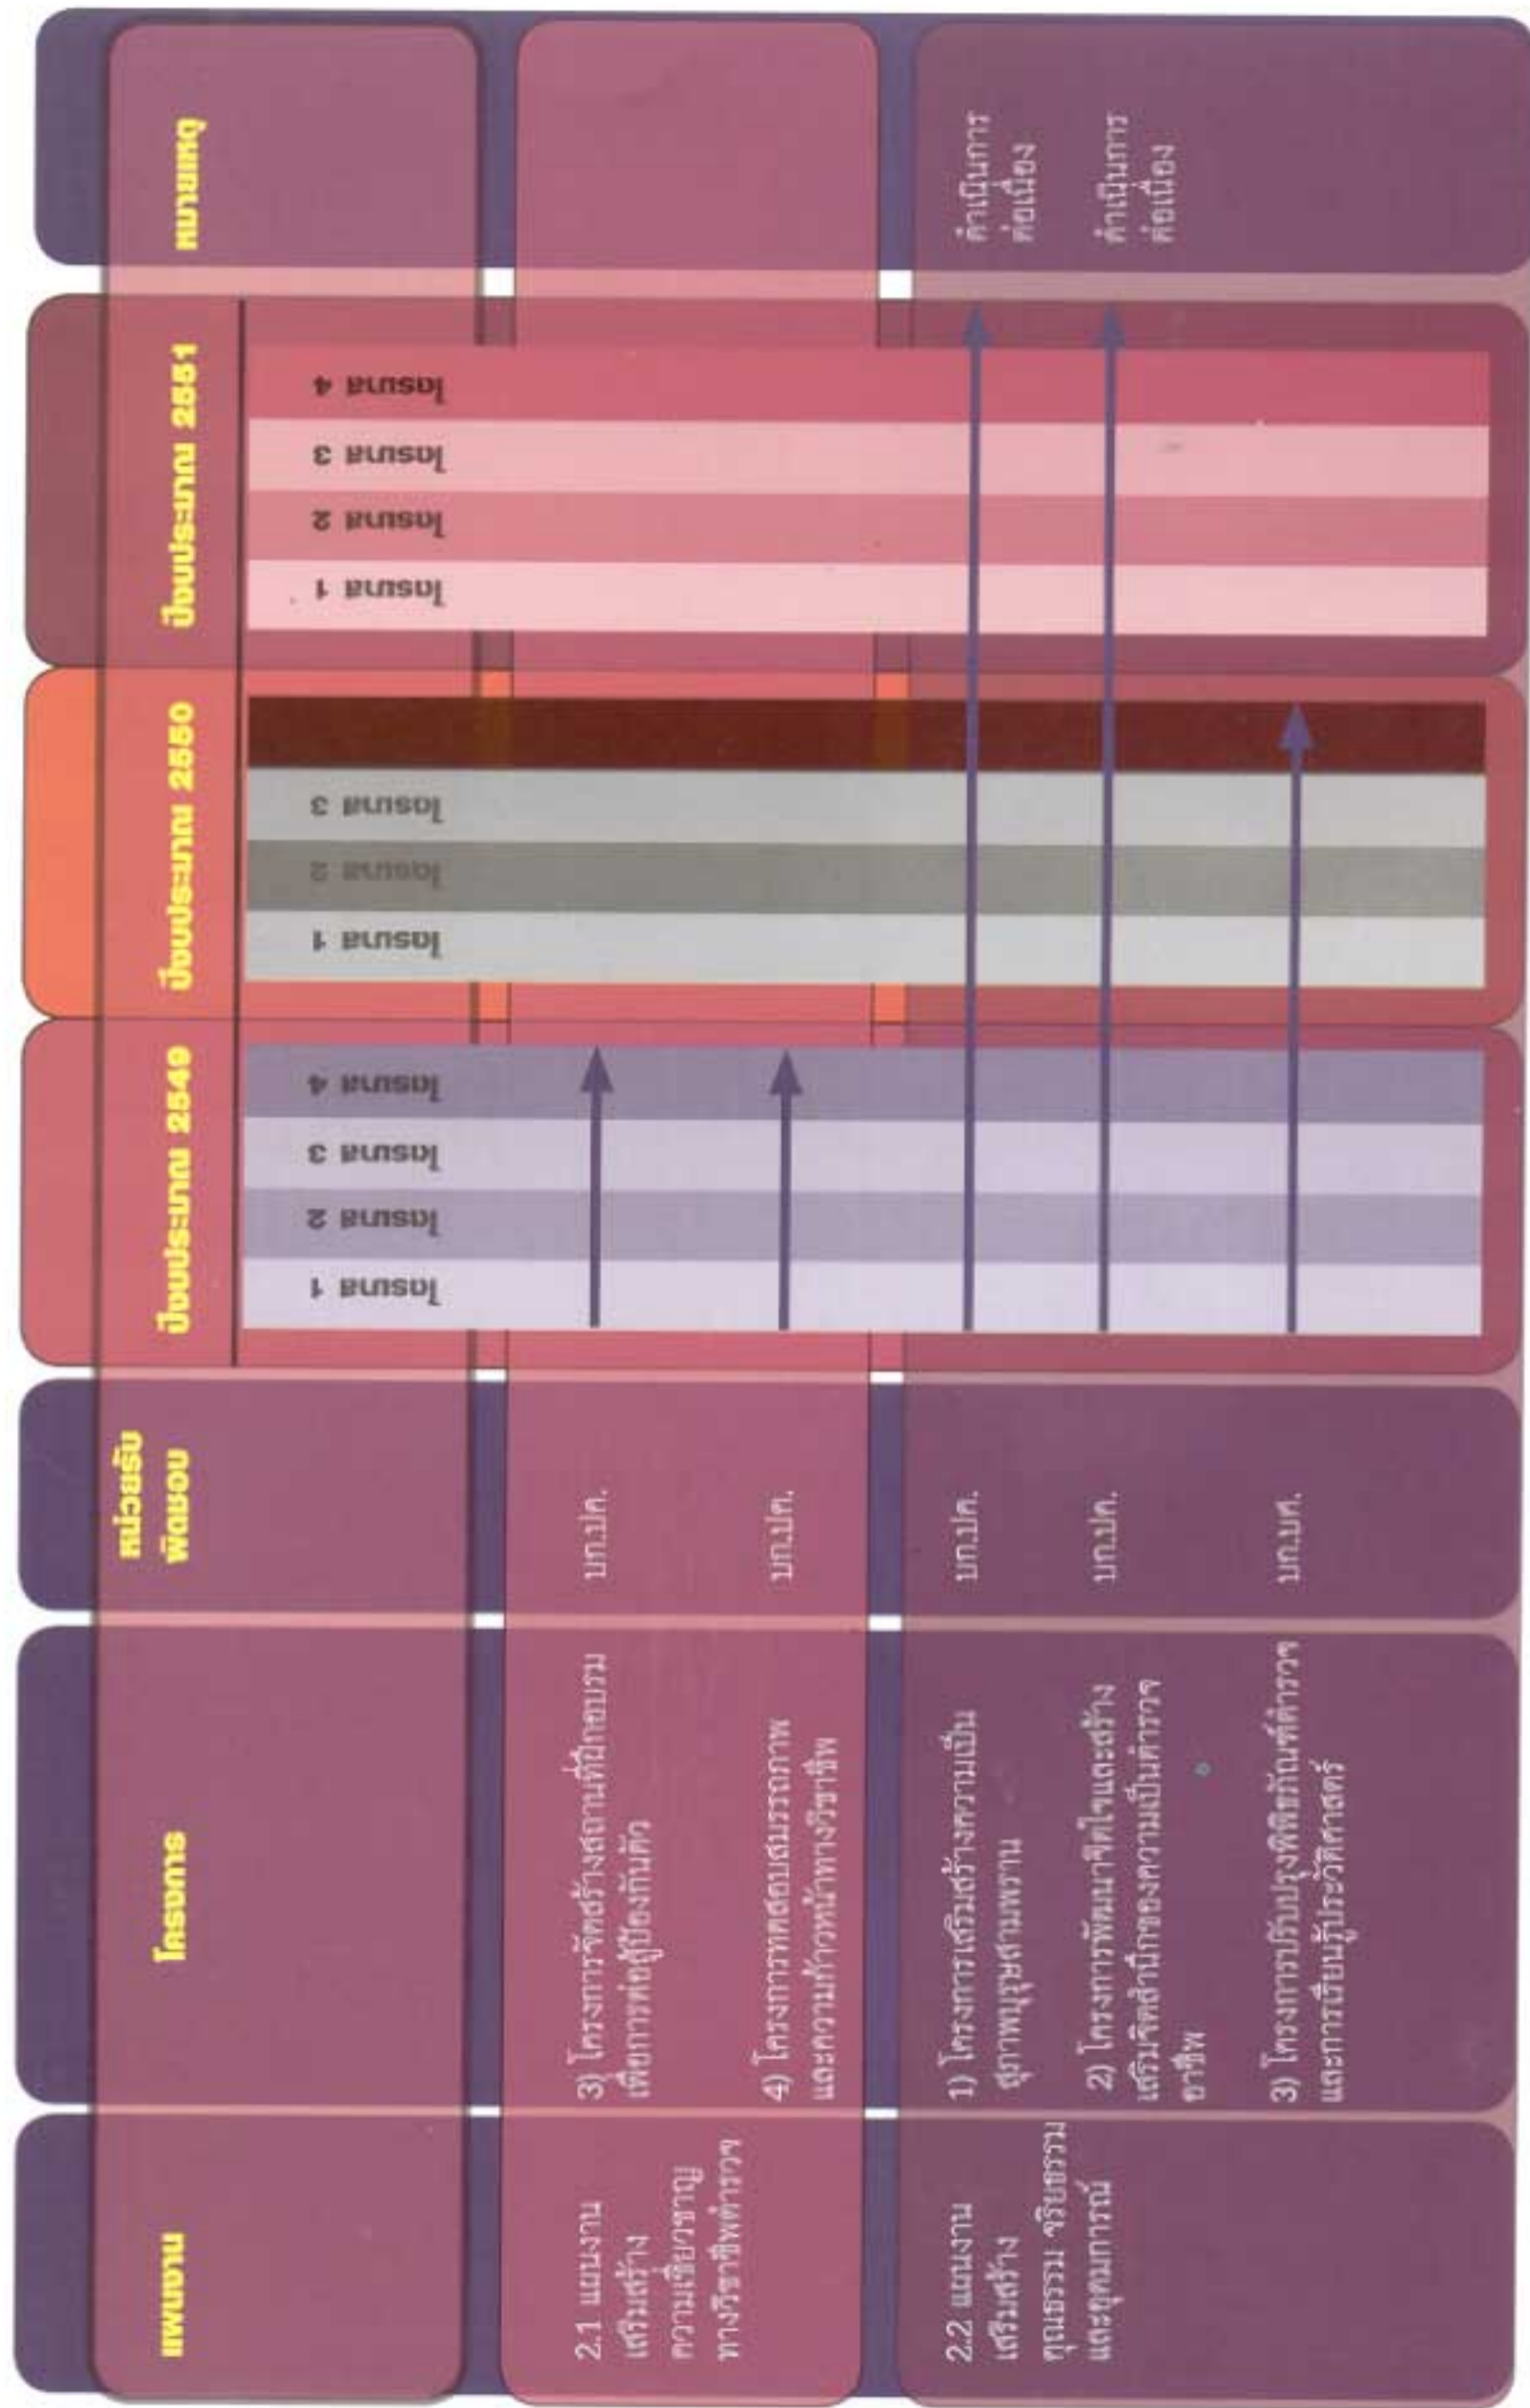 แผนงาน
โครงการ
หน่วยรับ
ผิดชอบ
ปีงบประมาณ 2549
ปีงบประมาณ 2550
ปีงบประมาณ 2551
หมายเหตุ
ไตรมาส 1
ไตรมาส 2
ไตรมาส 3
ไตรมาส 4
ไตรมาส 1
ไตรมาส 2
ไตรมาส 3
ไตรมาส 1
ไตรมาส 2
ไตรมาส 3
ไตรมาส 4
2.1 แผนงาน
เสริมสร้าง
ความเชี่ยวชาญ
ทางวิชาชีพตำรวจ
3) โครงการจัดสร้างสถานที่ฝึกอบรม
เพื่อการต่อสู้ป้องกันตัว
บก.ปค.
4) โครงการทดสอบสมรรถภาพ
และความก้าวหน้าทางวิชาชีพ
บก.ปค.
2.2 แผนงาน
เสริมสร้าง
คุณธรรม จริยธรรม
และอุดมการณ์
1) โครงการเสริมสร้างความเป็น
สุภาพบุรุษสามพราน
บก.ปค.
ดำเนินการ
ต่อเนื่อง
2) โครงการพัฒนาจิตใจและสร้าง
เสริมจิตสำนึกของความเป็นตำรวจ
อาชีพ
บก.ปค.
ดำเนินการ
ต่อเนื่อง
3) โครงการปรับปรุงพิพิธภัณฑ์ตำรวจ
และการเรียนรู้ประวัติศาสตร์
บก.บศ.